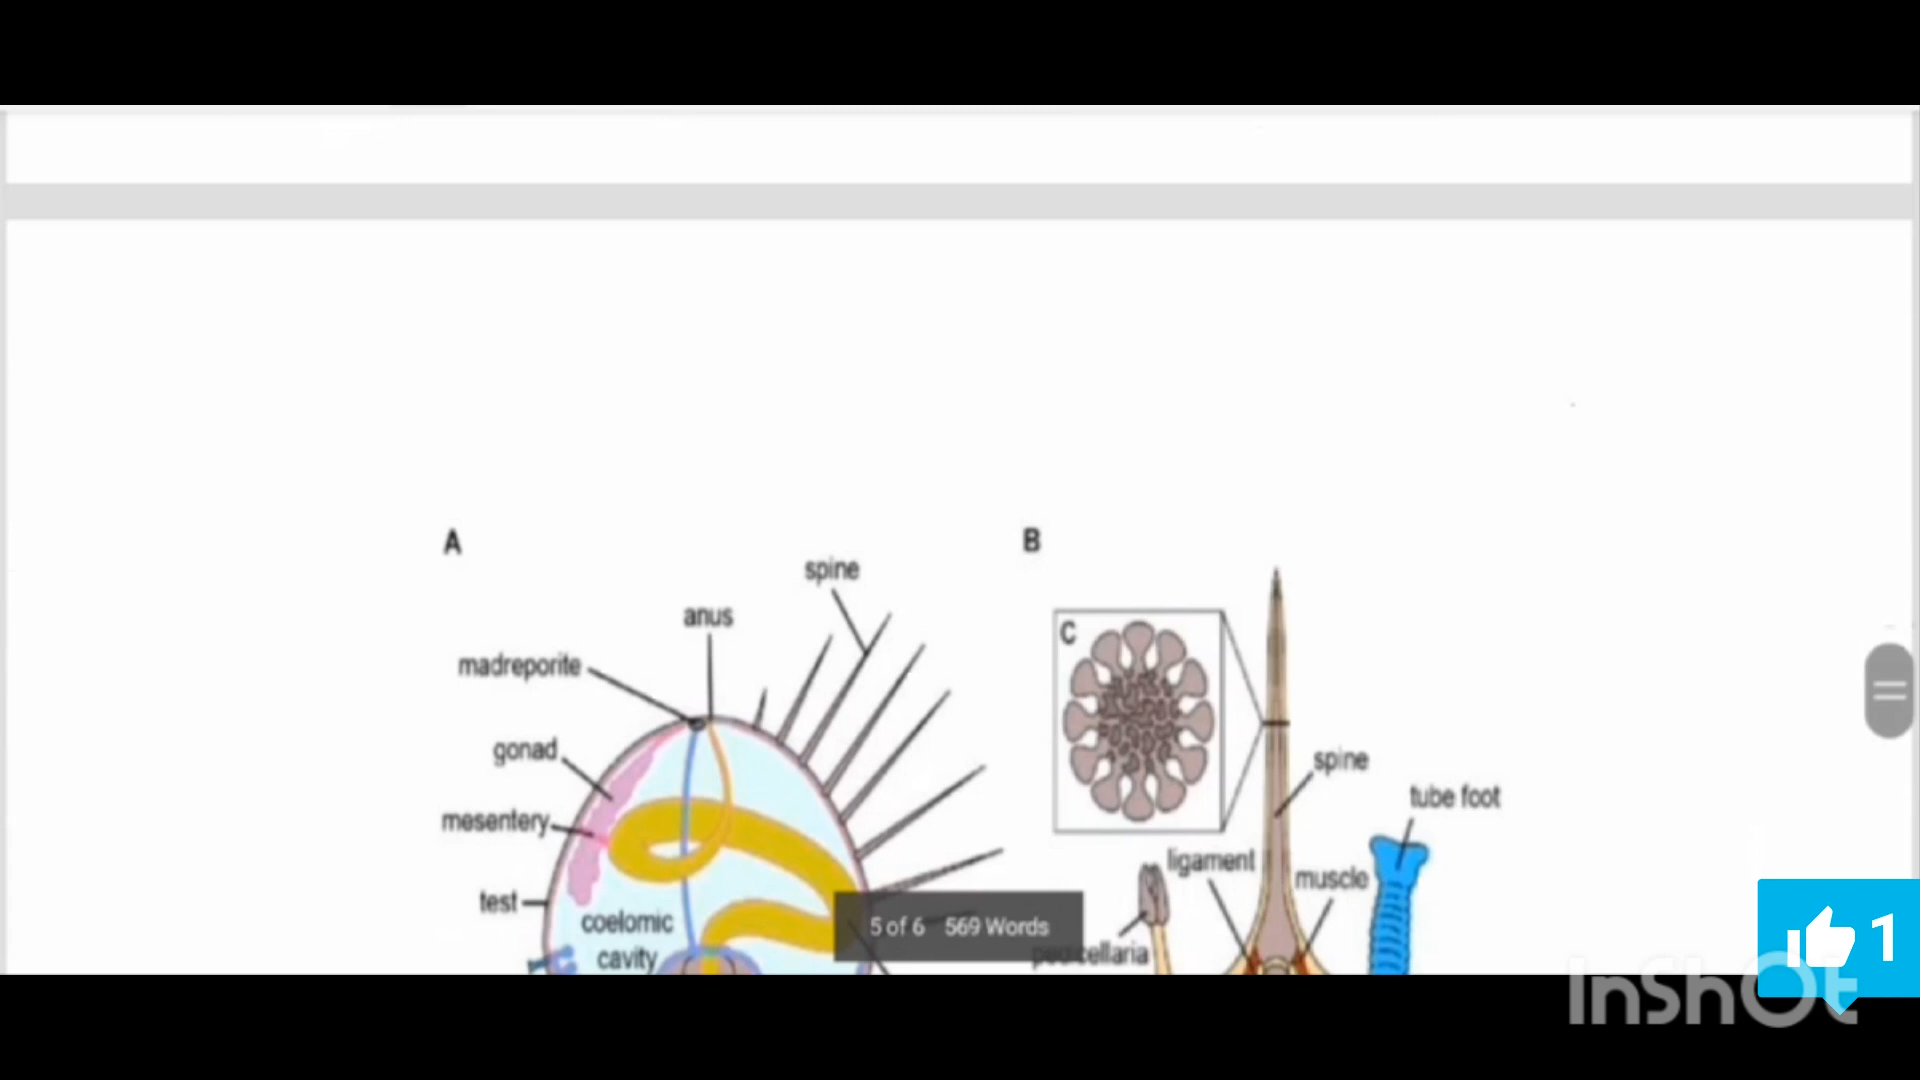 A
B
spine
anus
C
madreporite
gonad
spine
mesentery
tube foot
ligament
muscle
test
coelomic
cavity
5 of 6 569 Words
1
InShOt